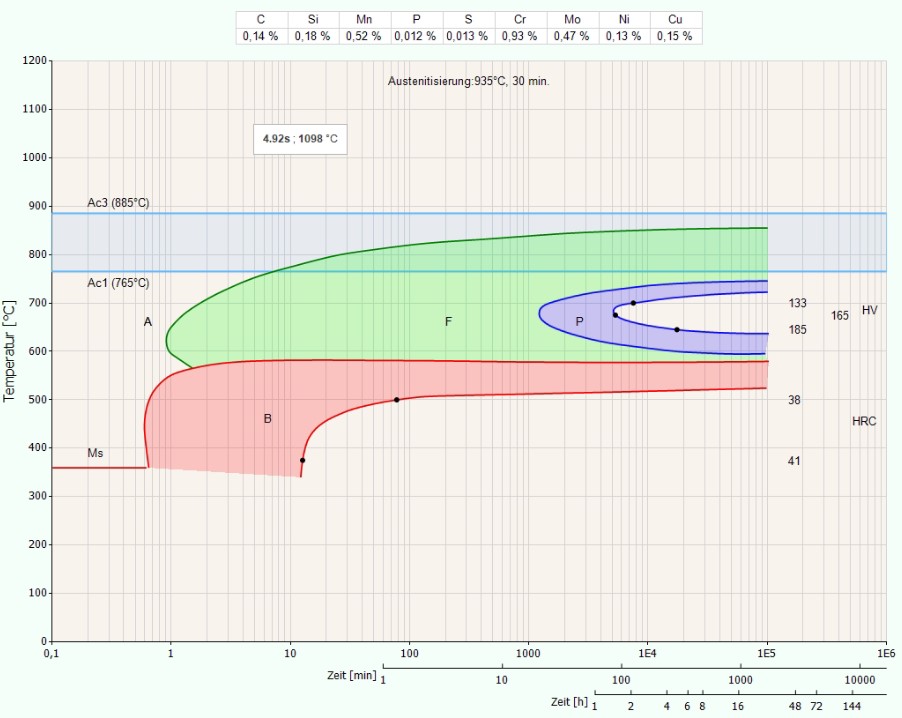 C Si Mn P S Cr Mo Ni Cu
0,14 % 0,18 % 0,52 % 0,012 % 0,013 % 0,93 % 0,47 % 0,13 % 0,15 %
1200
Austenitisierung:935°C, 30 min.
1100
4.92s ; 1098 °C
1000
900
Ac3 (885°C)
800
Ac1 (765°C)
700
133
165 HV
A F P
185
600
Temperatur [°C]
500
38
B
HRC
400
Ms
41
300
200
100
0
0,1 1 10 100 1000 1E4 1E5 1E6
Zeit [min] 1 10 100 1000 10000
Zeit [h] 1 2 4 6 8 16 48 72 144